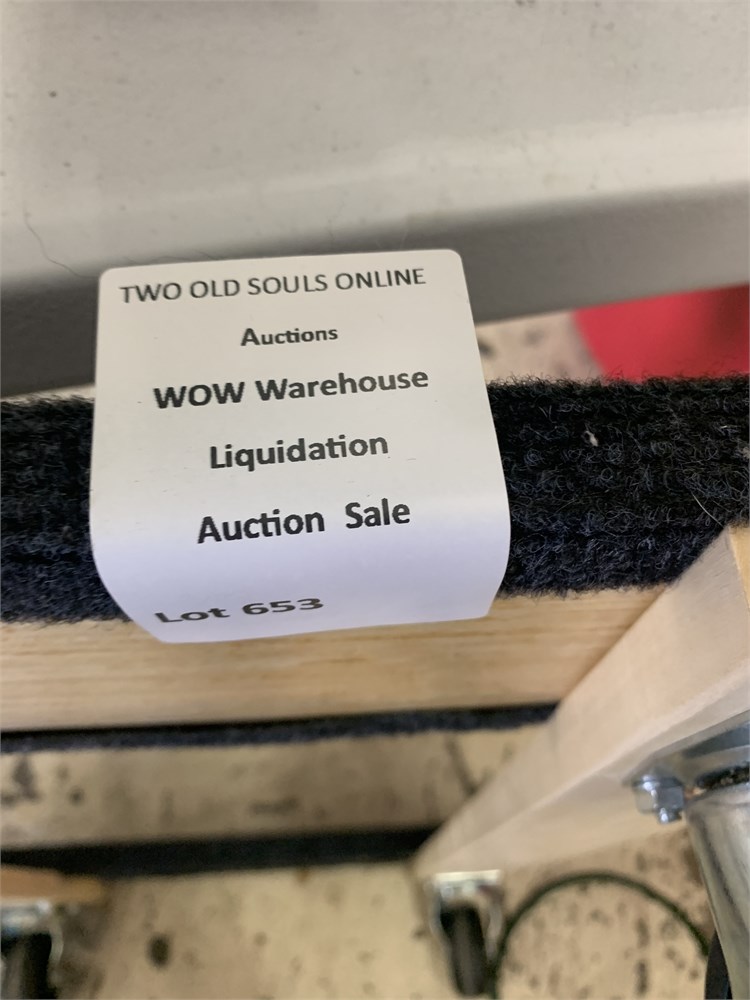 TWO OLD SOULS ONLINE
Auctions
WOW Warehouse
Liquidation
Auction Sale
Lot 653